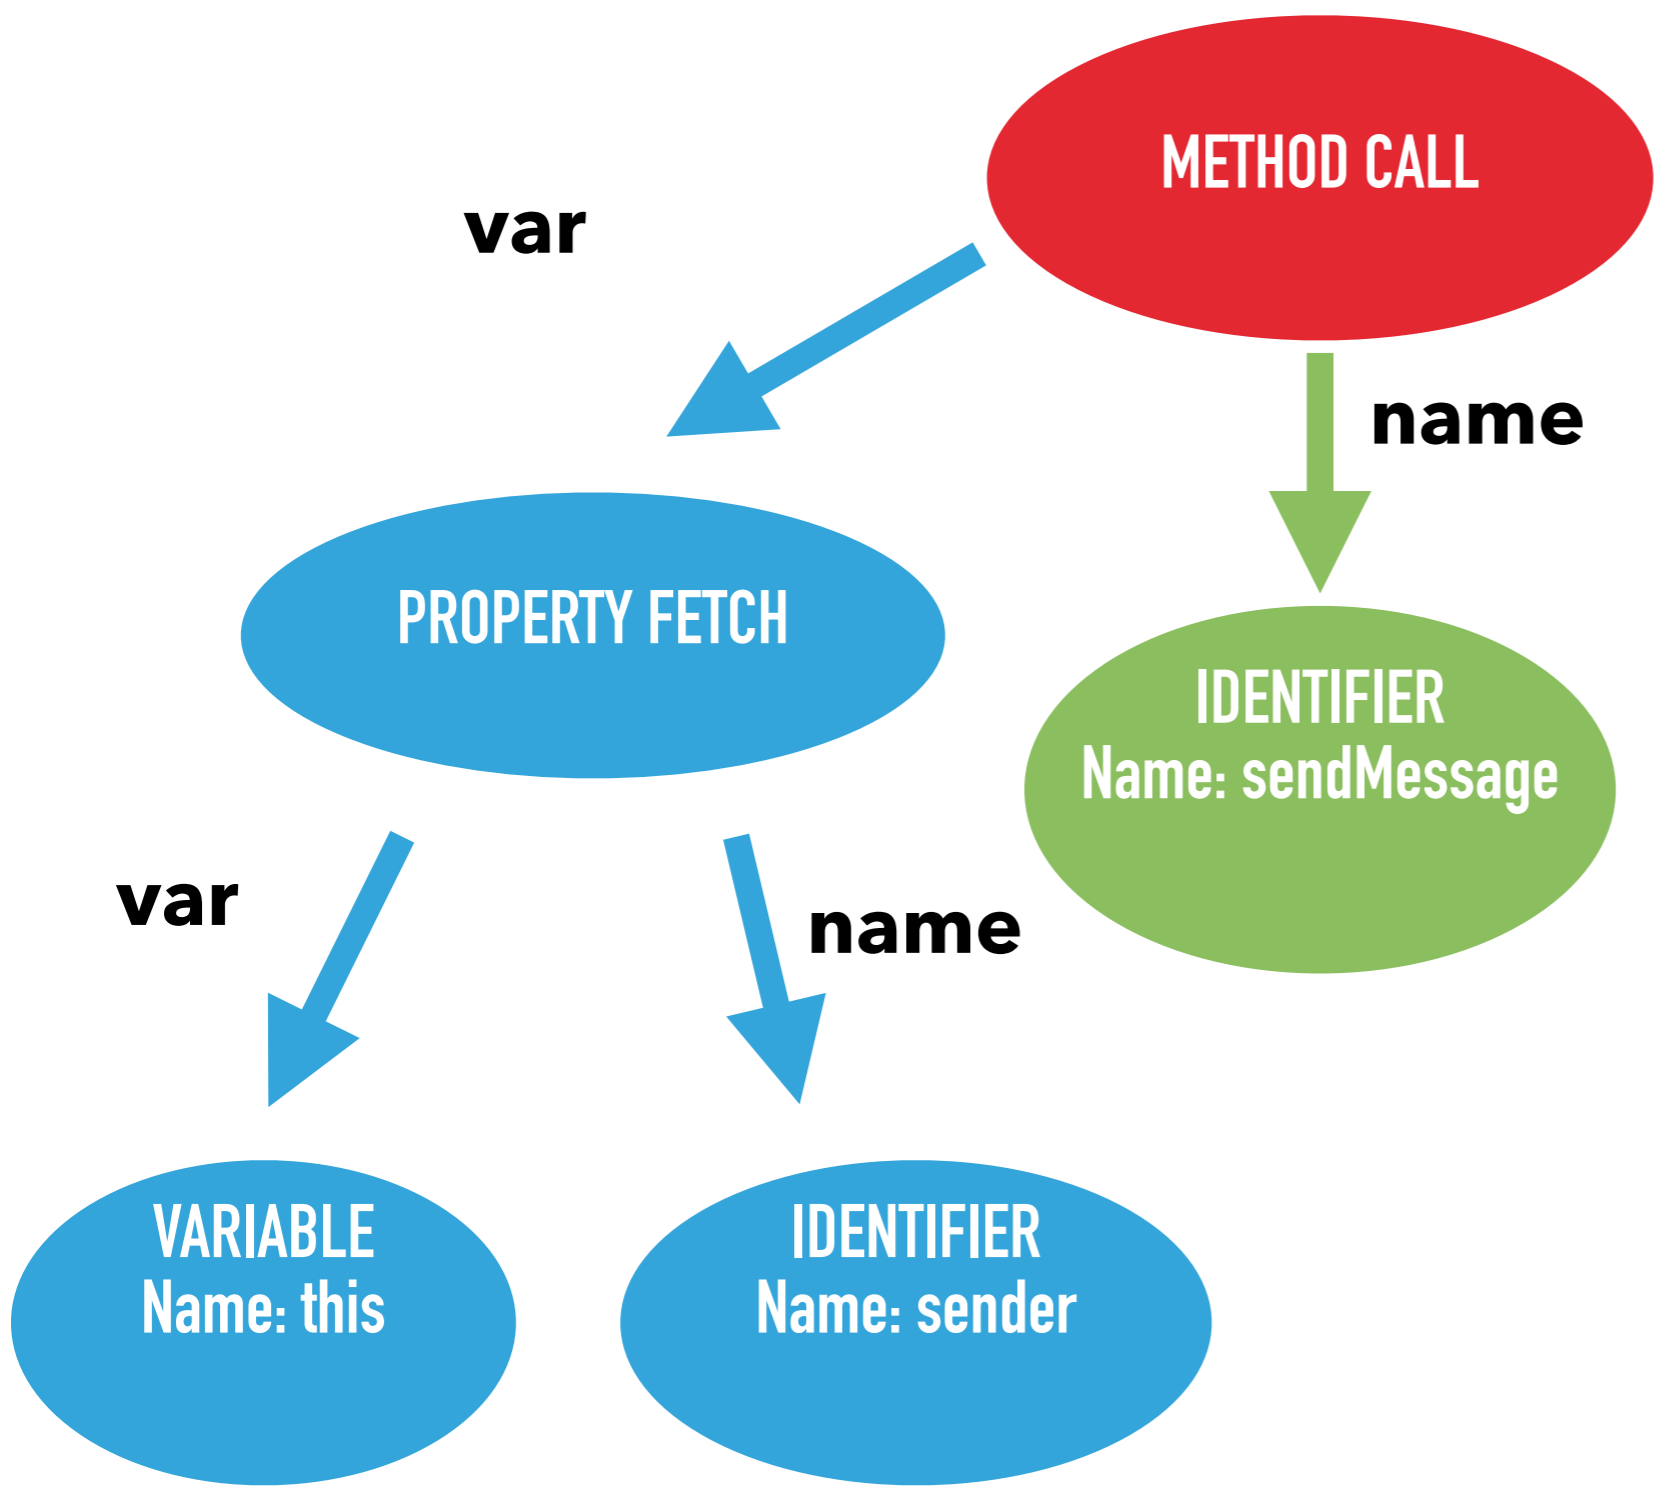 METHOD CALL
var
name
PROPERTY FETCH
IDENTIFIER
Name: sendMessage
var
name
VARIABLE
Name: this
IDENTIFIER
Name: sender